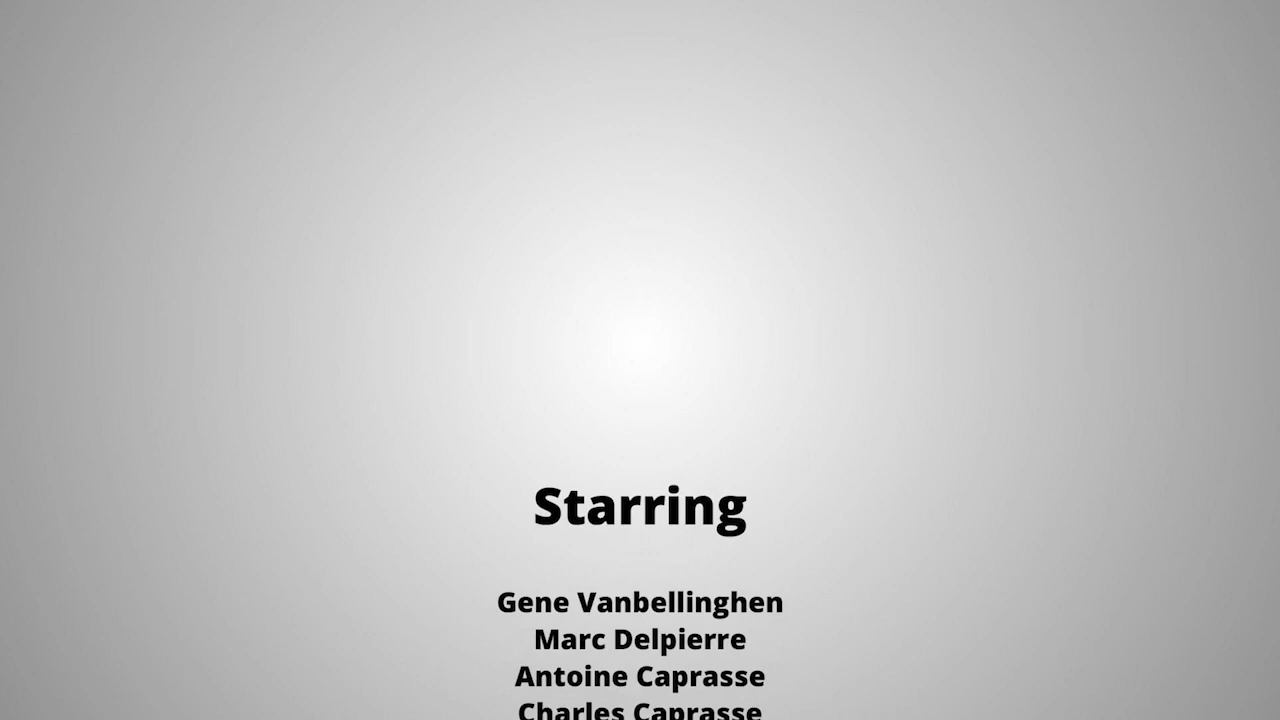 Starring
Gene Vanbellinghen
Marc Delpierre
Antoine Caprasse
Charles Caprasse